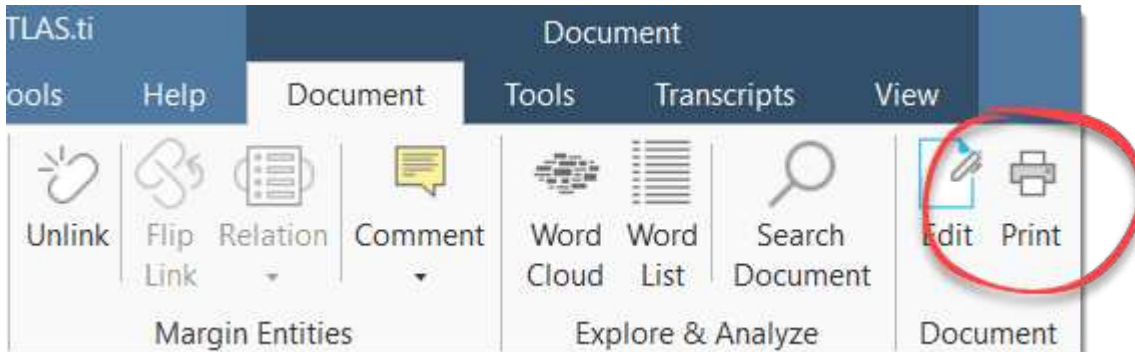 TLAS.ti Document
ools Help Document Tools Transcripts View
Unlink Flip Link Relation Comment Word Cloud Word List Search Document Edit Print
Margin Entities Explore & Analyze Document